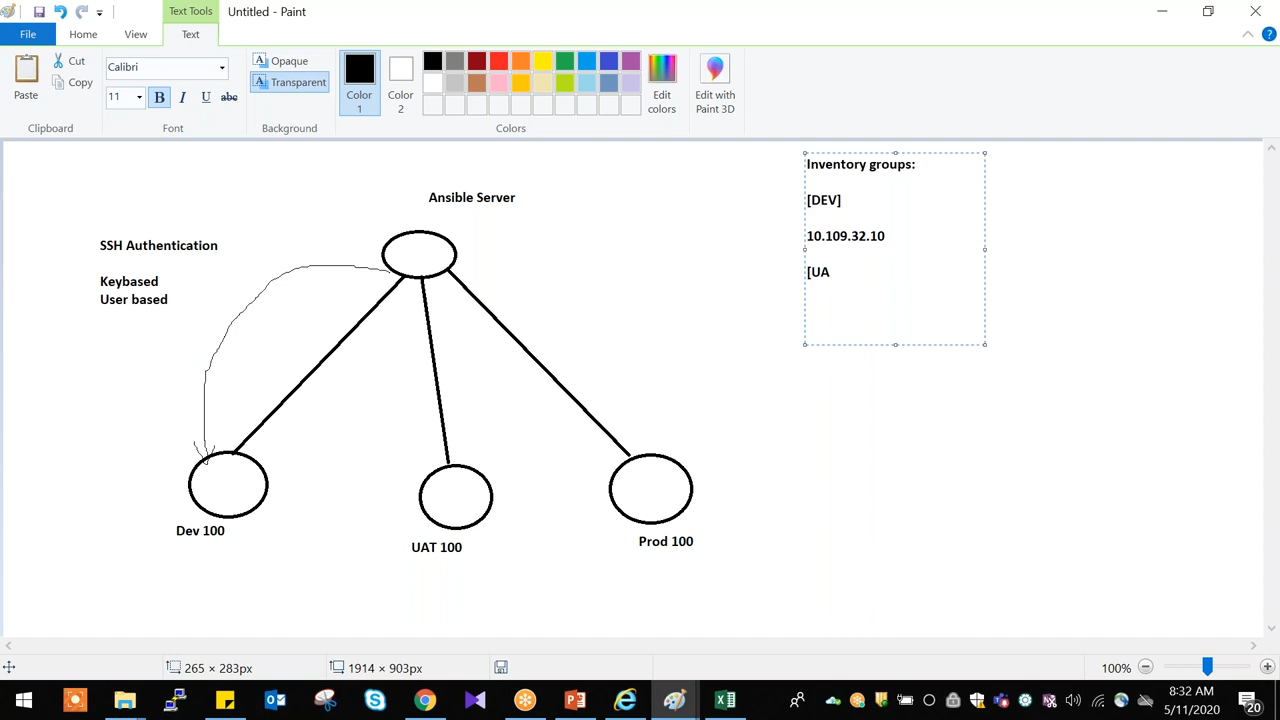 Text Tools
Untitled - Paint
File
Home
View
Text
Paste
Cut
Copy
Clipboard
Calibri
11
B I U abc
Font
Opaque
Transparent
Background
Color 1
Color 2
Edit colors
Colors
Edit with Paint 3D
Inventory groups:
[DEV]
10.109.32.10
[UA
Ansible Server
SSH Authentication
Keybased
User based
Dev 100
UAT 100
Prod 100
265 × 283px
1914 × 903px
100%
8:32 AM
5/11/2020
20